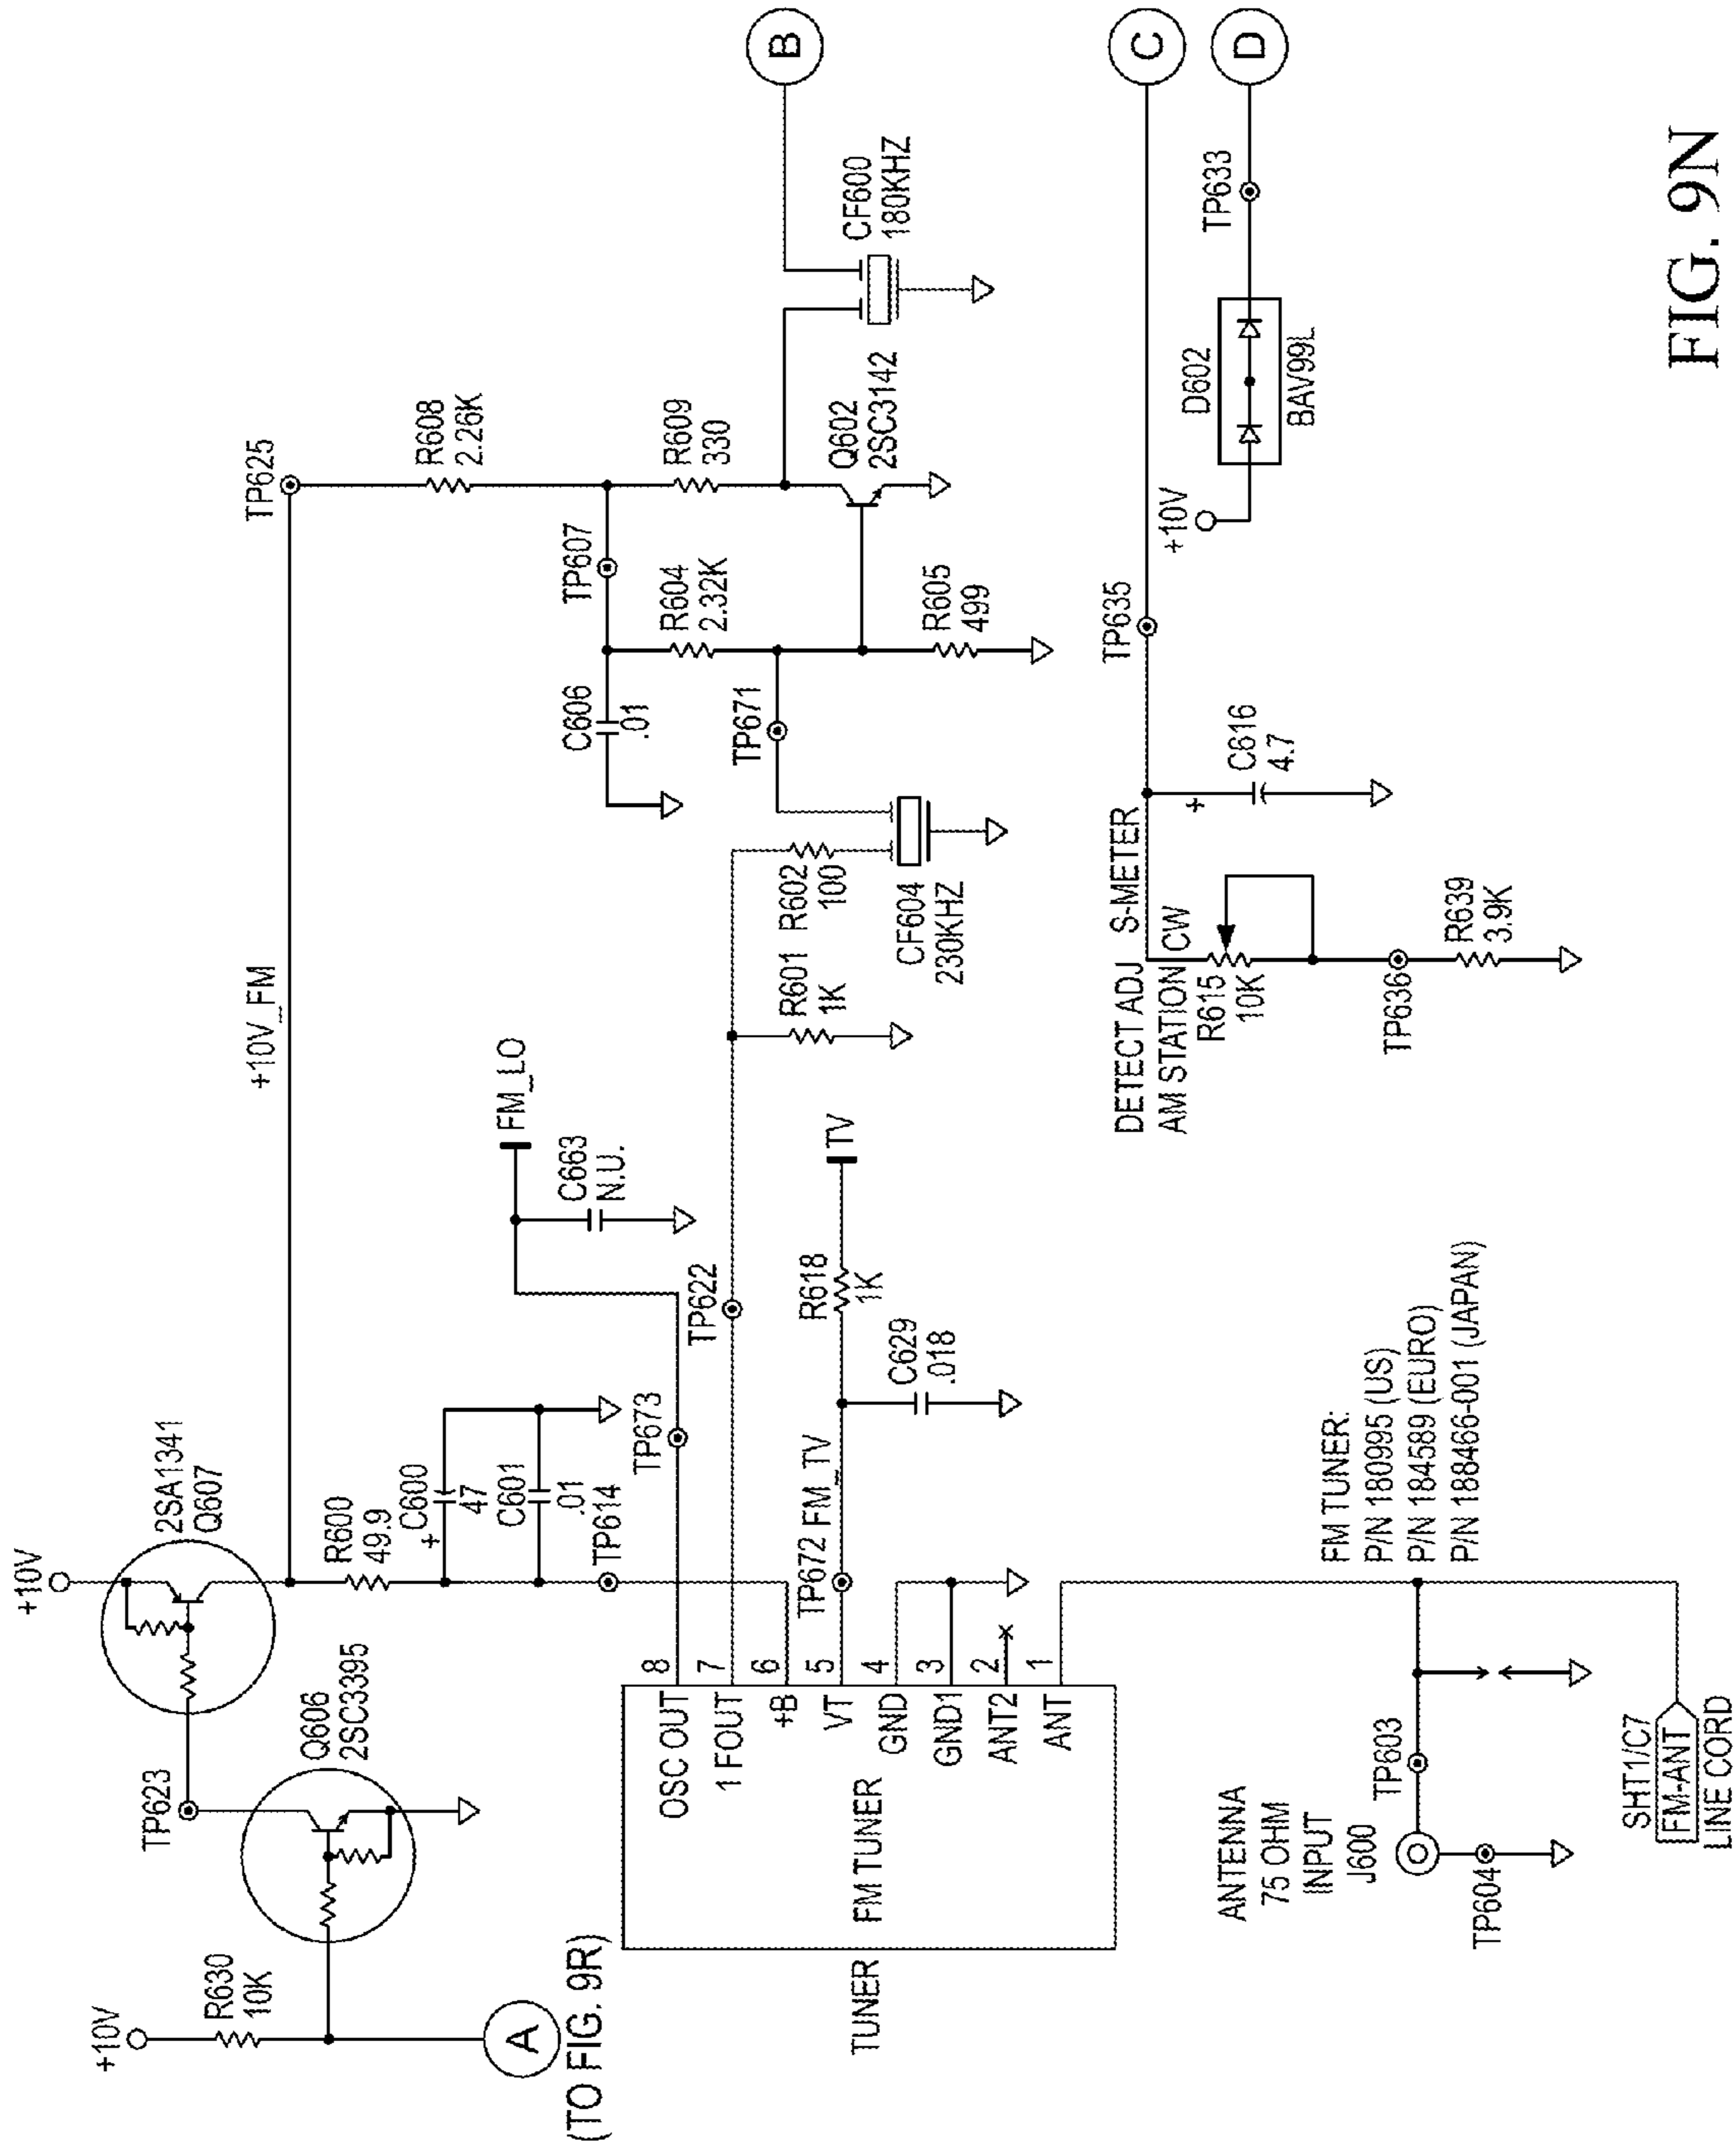 +10V
R630
10K
A
(TO FIG. 9R)
TP623
Q606
2SC3395
+10V
2SA1341
Q607
R600
49.9
+ C600
47
C601
.01
TP614
TP673
FM_LO
C663
N.U.
+10V_FM
TP625
R608
2.26K
TP607
R609
330
C606
.01
R604
2.32K
TP671
R605
499
Q602
2SC3142
CF600
180KHZ
B
TUNER
FM TUNER
OSC OUT
8
1 FOUT
7
+B
6
VT
5
GND
4
GND1
3
ANT2
2
ANT
1
TP622
R601
1K
R602
100
CF604
230KHZ
TP672
FM_TV
R618
1K
TV
C629
.018
ANTENNA
75 OHM
INPUT
J600
TP603
TP604
SHT1/C7
FM-ANT
LINE CORD
FM TUNER:
P/N 180995 (US)
P/N 184589 (EURO)
P/N 188466-001 (JAPAN)
DETECT ADJ
AM STATION
S-METER
CW
R615
10K
TP636
R639
3.9K
+
C616
4.7
TP635
C
+10V
D602
BAV99L
TP633
D
FIG. 9N